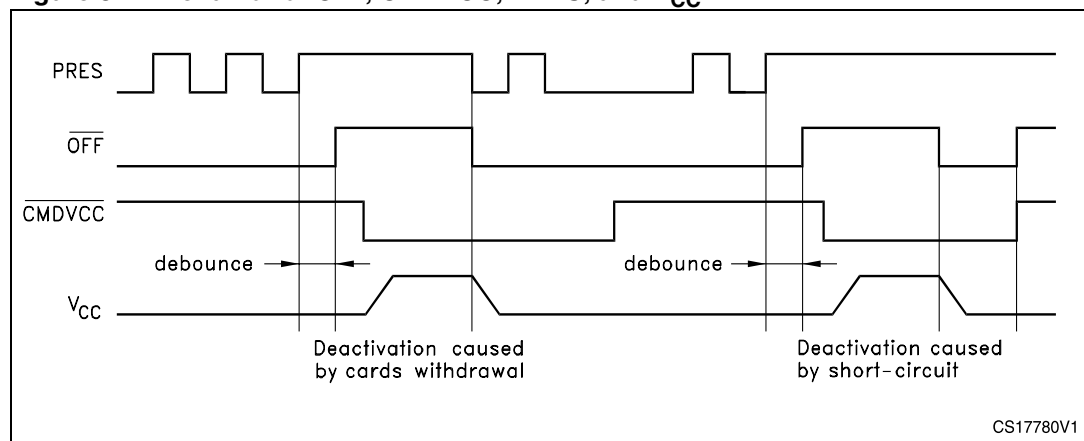 PRES
OFF
CMDVCC
debounce debounce
VCC
Deactivation caused Deactivation caused
by cards withdrawal by short-circuit
CS17780V1